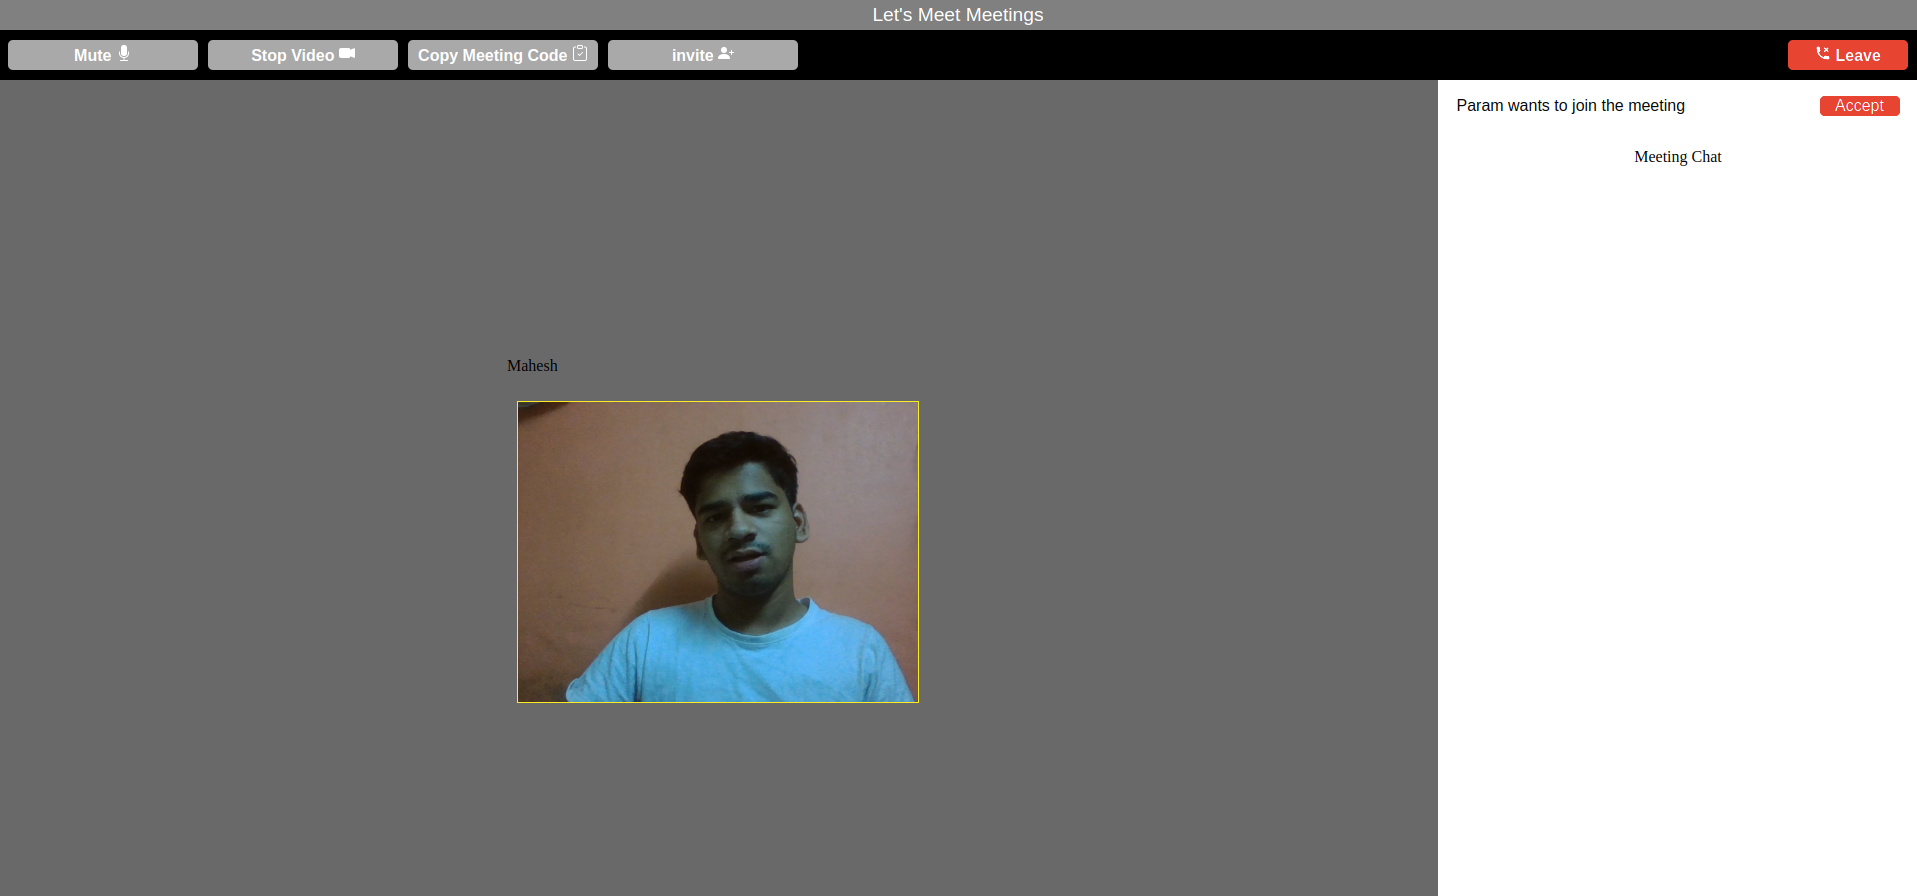 Let's Meet Meetings
Mute Stop Video Copy Meeting Code invite Leave
Param wants to join the meeting Accept
Meeting Chat
Mahesh